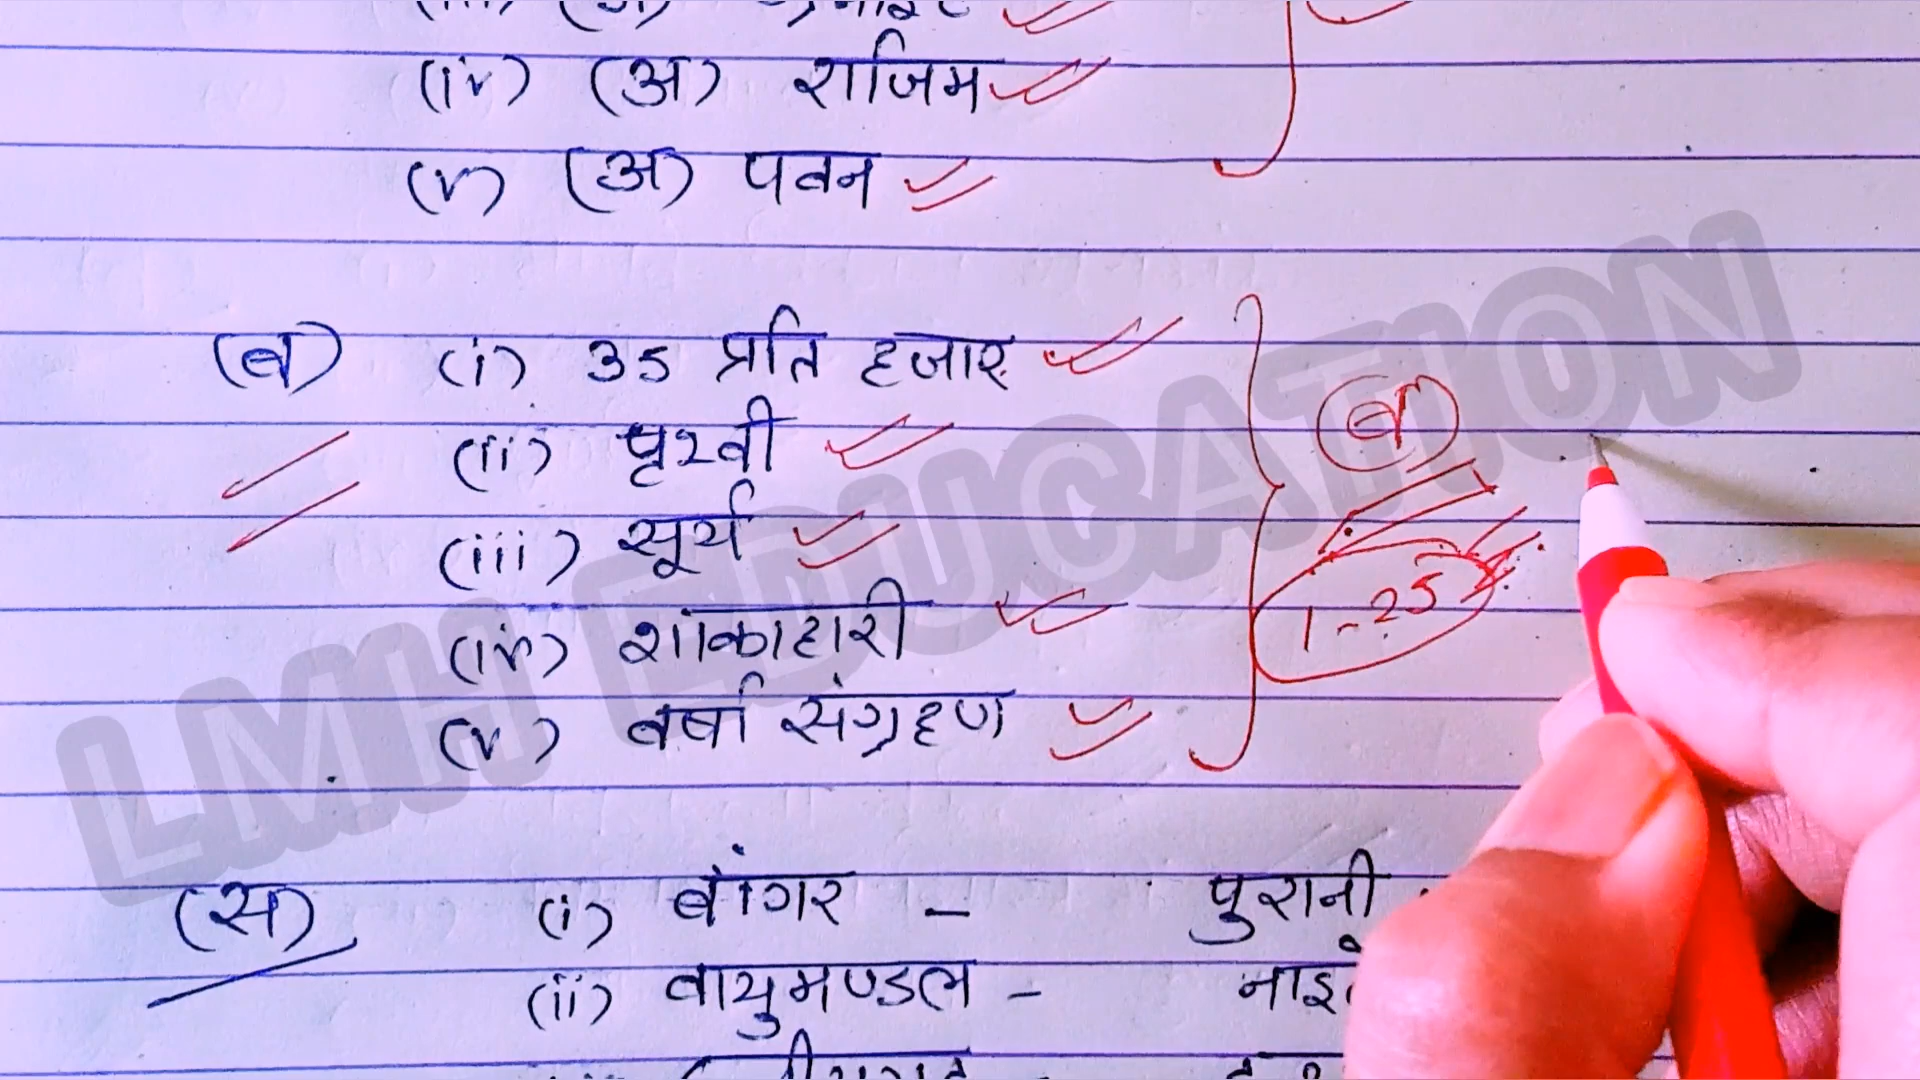 (iv) (अ) राजिम
(v) (अ) पवन
(ब) (i) 35 प्रति हजार
(ii) पृथ्वी
(iii) सूर्य
(iv) शाकाहारी
(v) वर्षा संग्रहण
(ब)
1-25
(स) (i) बांगर - पुरानी
(ii) वायुमण्डल -
LMH EDUCATION